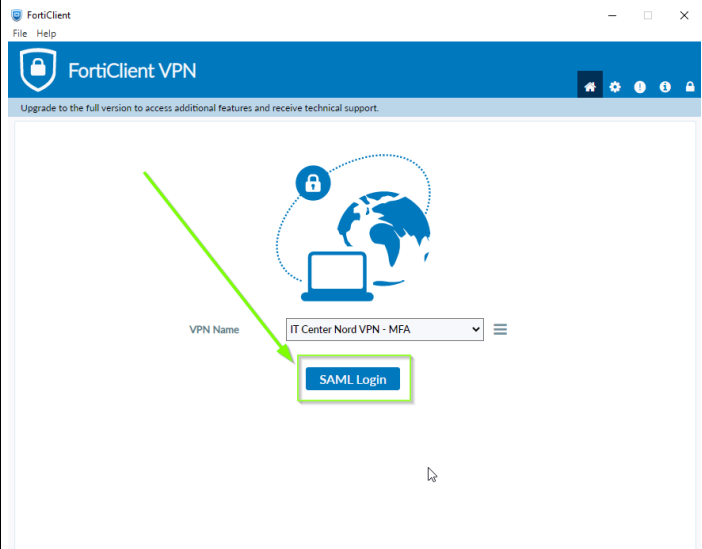 FortiClient
File Help
FortiClient VPN
Upgrade to the full version to access additional features and receive technical support.
VPN Name
IT Center Nord VPN - MFA
SAML Login